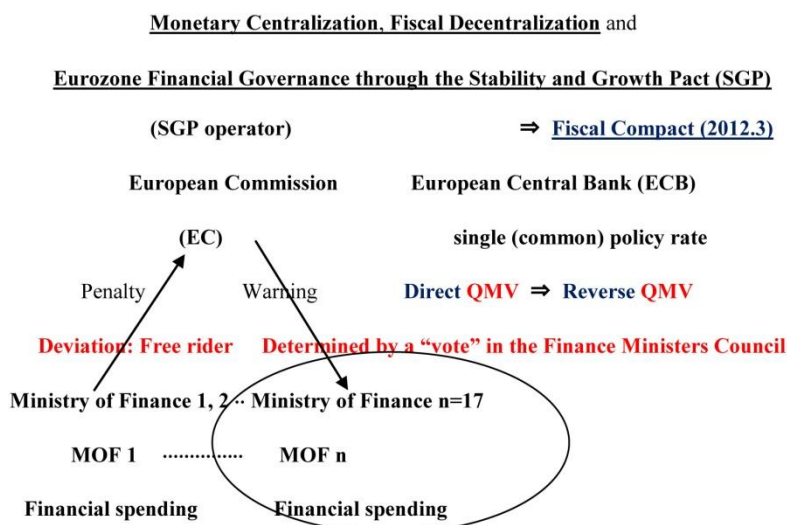 Monetary Centralization, Fiscal Decentralization and
Eurozone Financial Governance through the Stability and Growth Pact (SGP)
(SGP operator) ⇒ Fiscal Compact (2012.3)
European Commission European Central Bank (ECB)
(EC) single (common) policy rate
Penalty Warning Direct QMV ⇒ Reverse QMV
Deviation: Free rider Determined by a “vote” in the Finance Ministers Council
Ministry of Finance 1, 2 ·· Ministry of Finance n=17
MOF 1 ··············· MOF n
Financial spending Financial spending